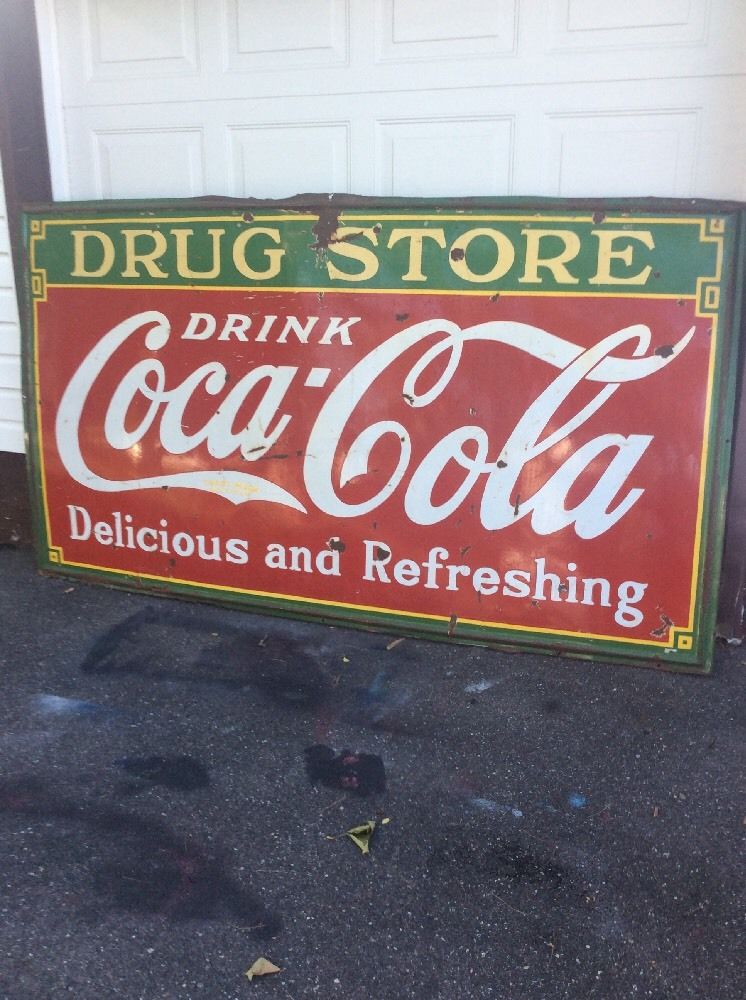 DRUG STORE
DRINK
Coca-Cola
Delicious and Refreshing